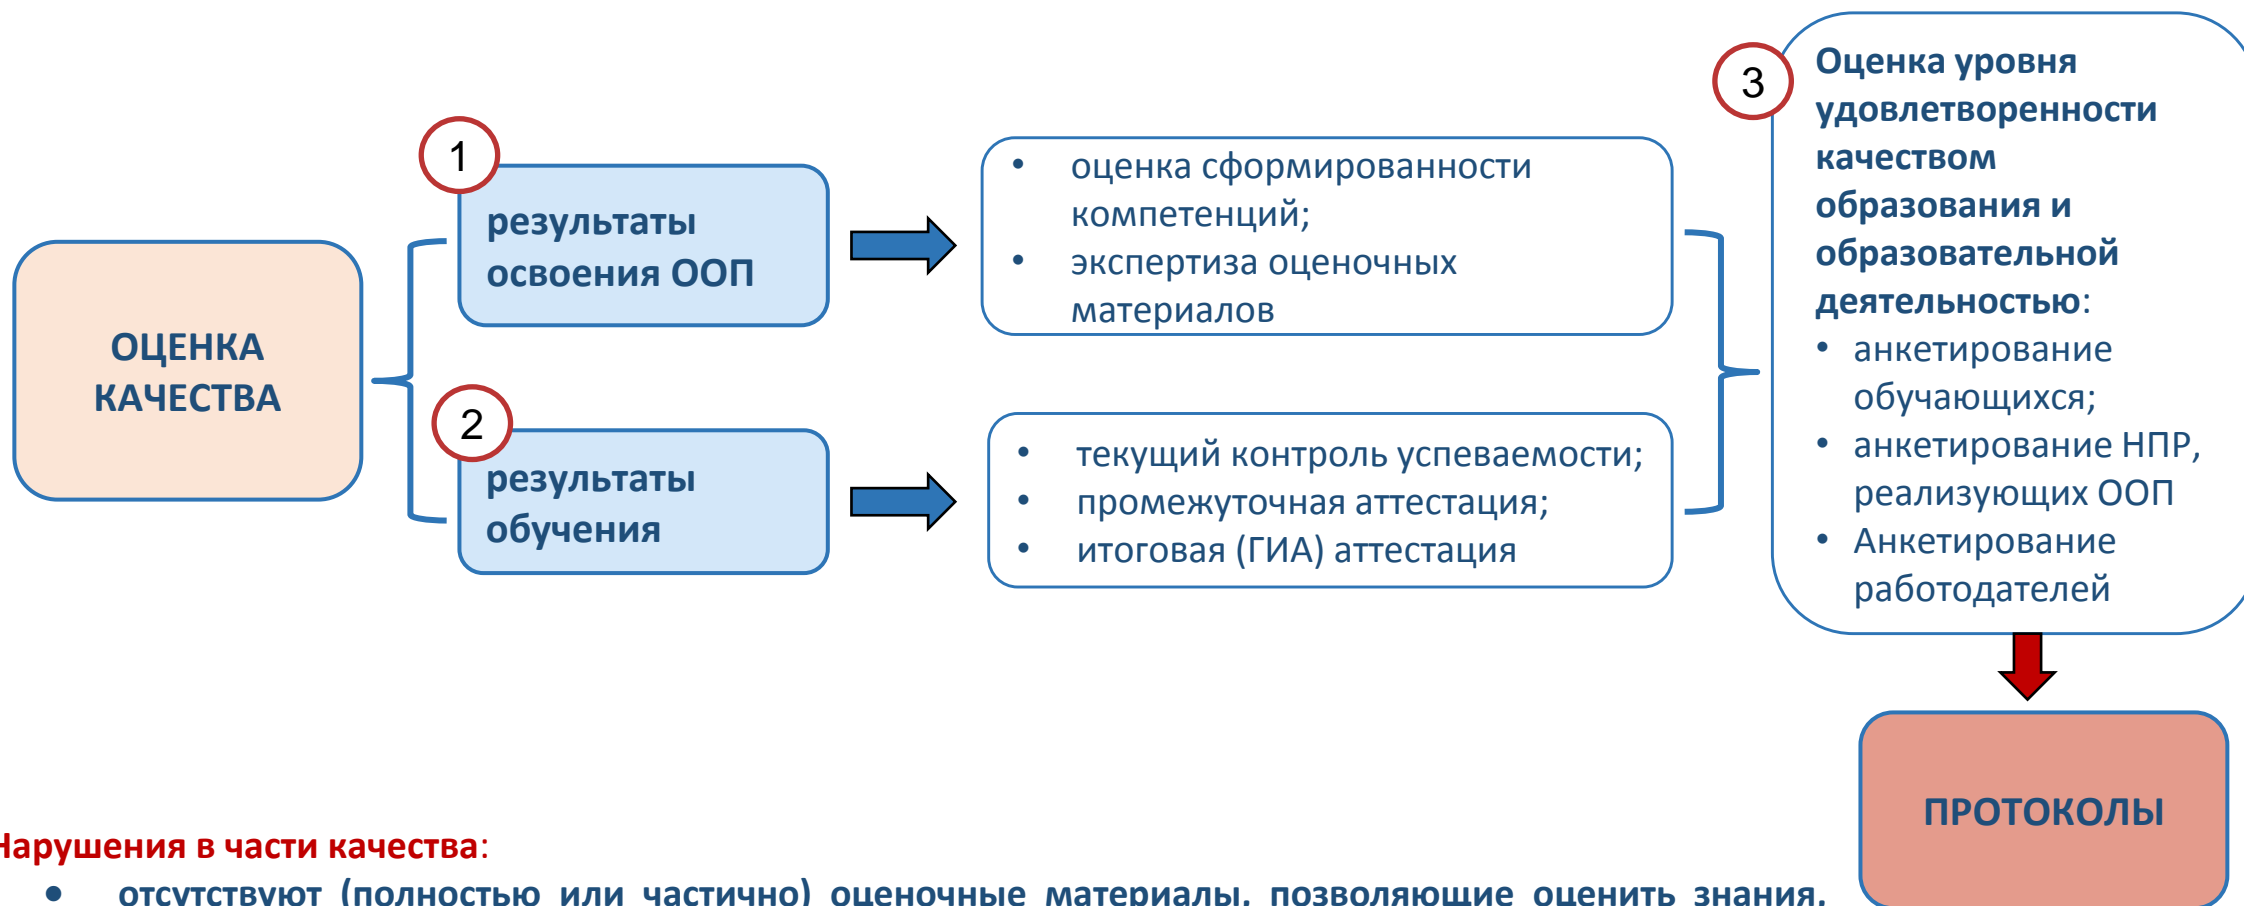 ОЦЕНКА
КАЧЕСТВА
1
результаты
освоения ООП
• оценка сформированности
компетенций;
• экспертиза оценочных
материалов
2
результаты
обучения
• текущий контроль успеваемости;
• промежуточная аттестация;
• итоговая (ГИА) аттестация
3
Оценка уровня
удовлетворенности
качеством
образования и
образовательной
деятельностью:
• анкетирование
обучающихся;
• анкетирование НПР,
реализующих ООП
• Анкетирование
работодателей
ПРОТОКОЛЫ
Нарушения в части качества:
• отсутствуют (полностью или частично) оценочные материалы, позволяющие оценить знания,